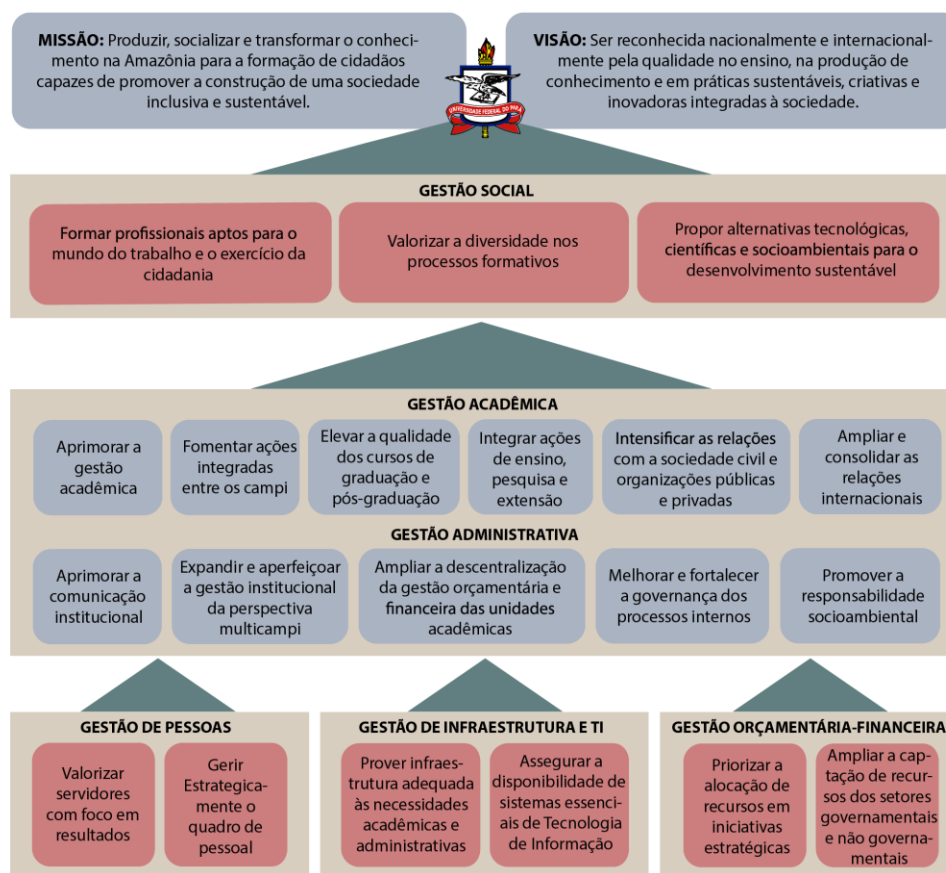 MISSÃO: Produzir, socializar e transformar o conheci-
mento na Amazônia para a formação de cidadãos
capazes de promover a construção de uma sociedade
inclusiva e sustentável.
VISÃO: Ser reconhecida nacionalmente e internacional-
mente pela qualidade no ensino, na produção
de conhecimento e em práticas sustentáveis, criativas e
inovadoras integradas à sociedade.
UNIVERSIDADE FEDERAL DO PARÁ
GESTÃO SOCIAL
Formar profissionais aptos para o
mundo do trabalho e o exercício da
cidadania
Valorizar a diversidade nos
processos formativos
Propor alternativas tecnológicas,
científicas e socioambientais para o
desenvolvimento sustentável
GESTÃO ACADÊMICA
Aprimorar a
gestão
acadêmica
Fomentar ações
integradas
entre os campi
Elevar a qualidade
dos cursos de
graduação e
pós-graduação
Integrar ações
de ensino,
pesquisa e
extensão
Intensificar as relações
com a sociedade civil e
organizações públicas
e privadas
Ampliar e
consolidar as
relações
internacionais
GESTÃO ADMINISTRATIVA
Aprimorar a
comunicação
institucional
Expandir e aperfeiçoar
a gestão institucional
da perspectiva
multicampi
Ampliar a descentralização
da gestão orçamentária e
financeira das unidades
acadêmicas
Melhorar e fortalecer
a governança dos
processos internos
Promover a
responsabilidade
socioambiental
GESTÃO DE PESSOAS
Valorizar
servidores
com foco em
resultados
Gerir
Estrategica-
mente o
quadro de
pessoal
GESTÃO DE INFRAESTRUTURA E TI
Prover infraes-
trutura adequada
às necessidades
acadêmicas e
administrativas
Assegurar a
disponibilidade de
sistemas essenci-
ais de Tecnologia
de Informação
GESTÃO ORÇAMENTÁRIA-FINANCEIRA
Priorizar a
alocação de
recursos em
iniciativas
estratégicas
Ampliar a cap-
tação de recur-
sos dos setores
governamentais
e não governa-
mentais